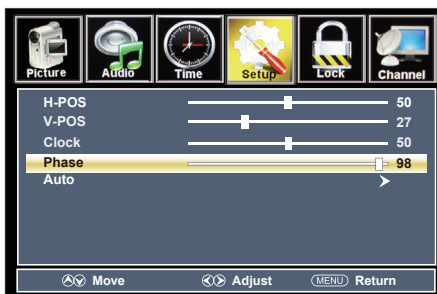 Picture Audio Time Setup Lock Channel
H-POS 50
V-POS 27
Clock 50
Phase 98
Auto
Move Adjust MENU Return